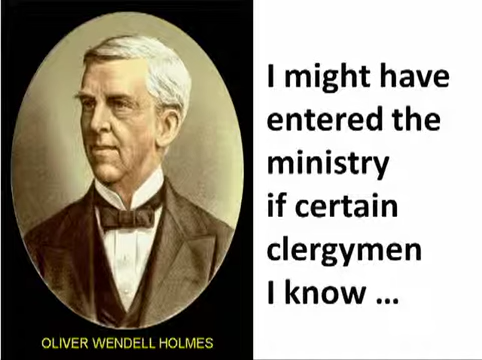 I might have
entered the
ministry
if certain
clergymen
I know ...
OLIVER WENDELL HOLMES